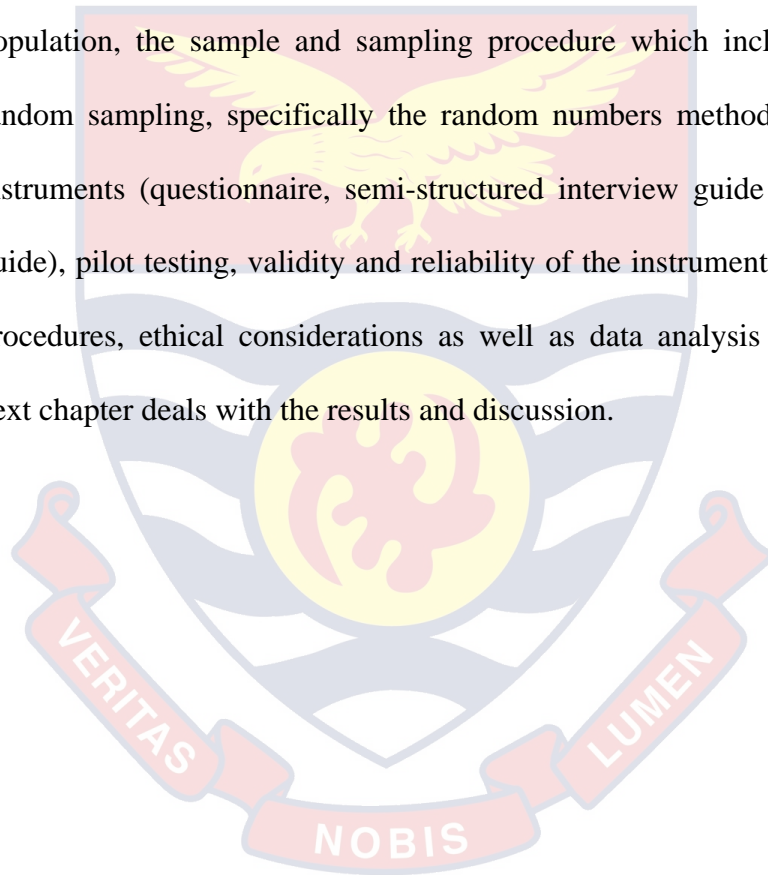 opulation, the sample and sampling procedure which incl
ndom sampling, specifically the random numbers method
struments (questionnaire, semi-structured interview guide
uide), pilot testing, validity and reliability of the instrument
rocedures, ethical considerations as well as data analysis
ext chapter deals with the results and discussion.
VERITAS
NOBIS
LUMEN